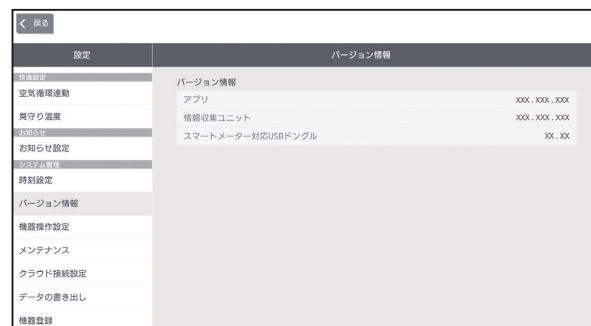 戻る
設定
バージョン情報
快適設定
空気循環連動
見守り温度
お知らせ
お知らせ設定
システム管理
時刻設定
バージョン情報
機器操作設定
メンテナンス
クラウド接続設定
データの書き出し
機器登録
バージョン情報
アプリ XXX.XXX.XXX
情報収集ユニット XXX.XXX.XXX
スマートメーター対応USBドングル XX.XX